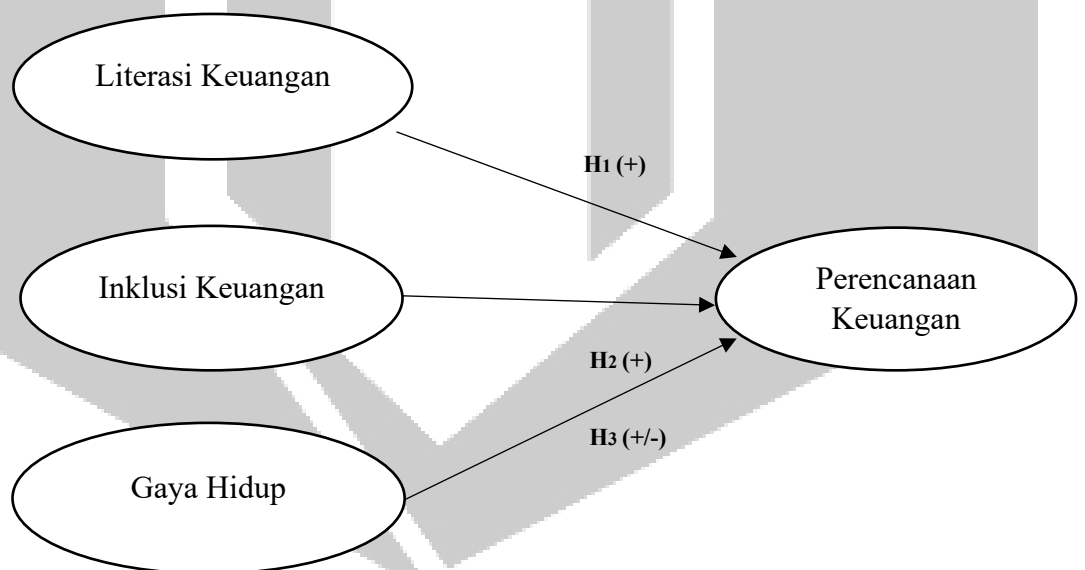 Literasi Keuangan
H1 (+)
Inklusi Keuangan
Perencanaan
Keuangan
H2 (+)
H3 (+/-)
Gaya Hidup